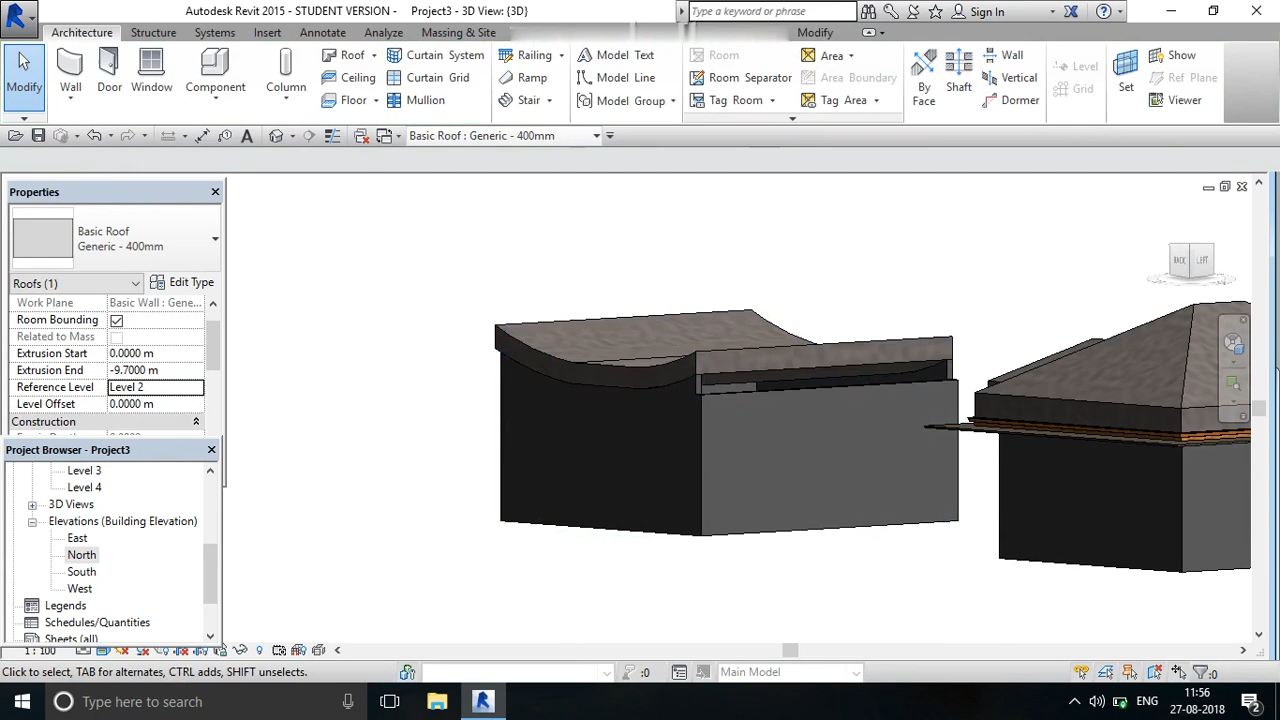 Autodesk Revit 2015 - STUDENT VERSION - Project3 - 3D View: {3D}
Type a keyword or phrase
Sign In
Architecture Structure Systems Insert Annotate Analyze Massing & Site Modify
Modify
Wall
Door
Window
Component
Column
Roof
Ceiling
Floor
Curtain System
Curtain Grid
Mullion
Railing
Ramp
Stair
Model Text
Model Line
Model Group
Room
Room Separator
Tag Room
Area
Area Boundary
Tag Area
By
Face
Shaft
Wall
Vertical
Dormer
Level
Grid
Set
Show
Ref Plane
Viewer
Basic Roof : Generic - 400mm
Properties
Basic Roof
Generic - 400mm
Roofs (1)
Edit Type
Work Plane Basic Wall : Gene...
Room Bounding
Related to Mass
Extrusion Start 0.0000 m
Extrusion End -9.7000 m
Reference Level Level 2
Level Offset 0.0000 m
Construction
Project Browser - Project3
Level 3
Level 4
3D Views
Elevations (Building Elevation)
East
North
South
West
Legends
Schedules/Quantities
Sheets (all)
BACK LEFT
1 : 100
Click to select, TAB for alternates, CTRL adds, SHIFT unselects.
:0
Main Model
:0
Type here to search
ENG
11:56
27-08-2018
2